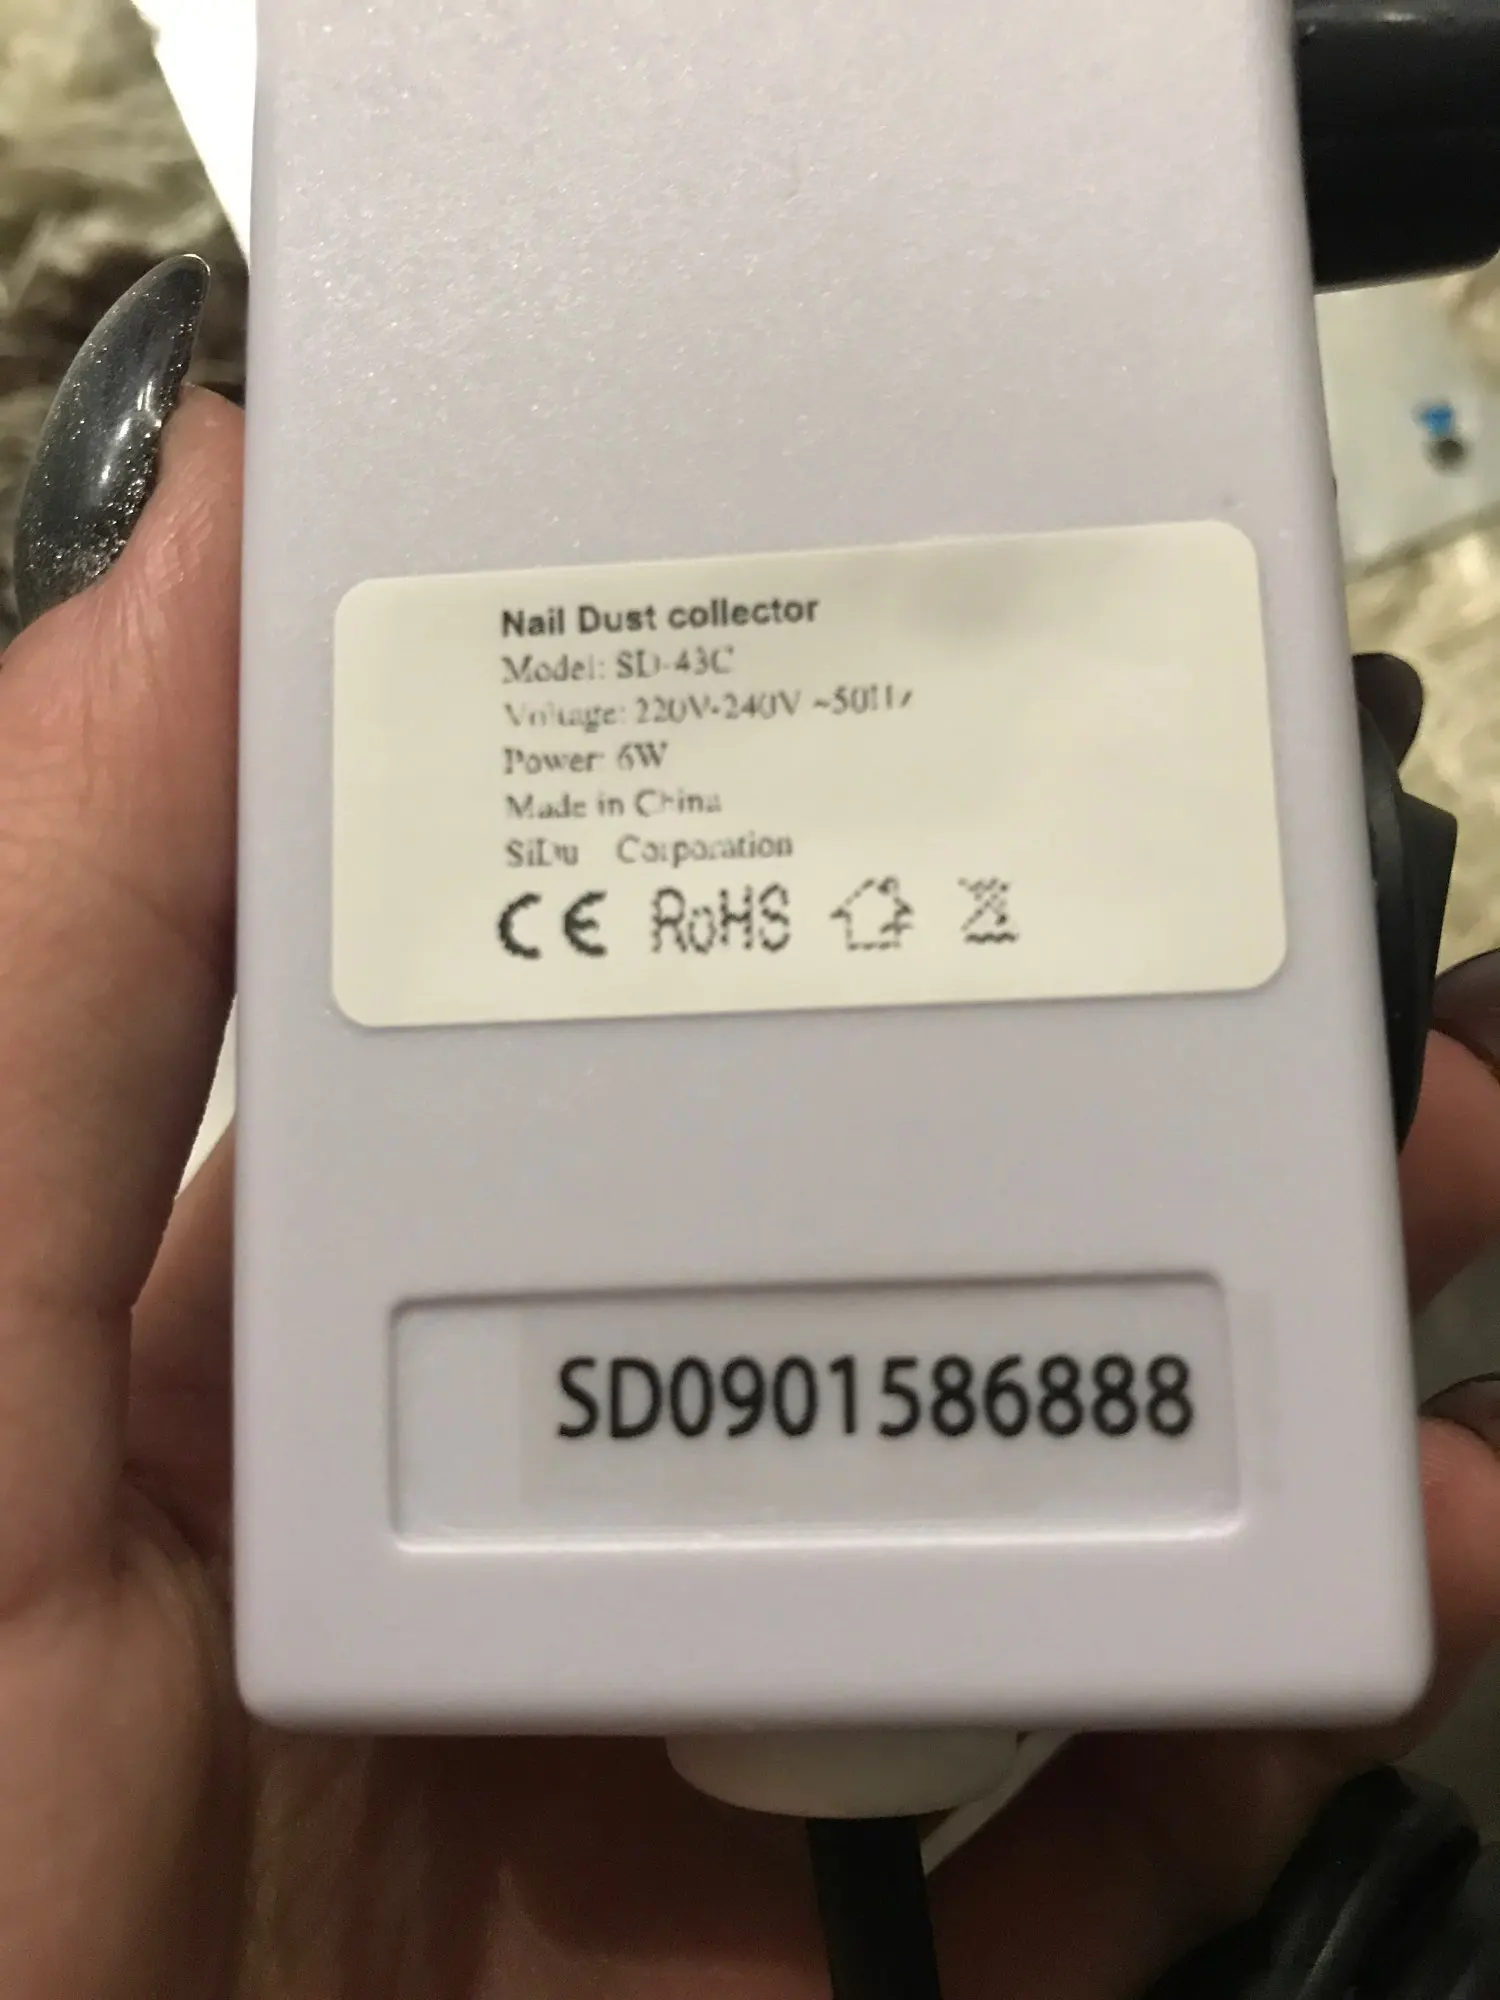 Nail Dust collector
Model: SD-43C
Voltage: 220V-240V ~50Hz
Power: 6W
Made in China
SiDu Corporation
CE RoHS
SD0901586888